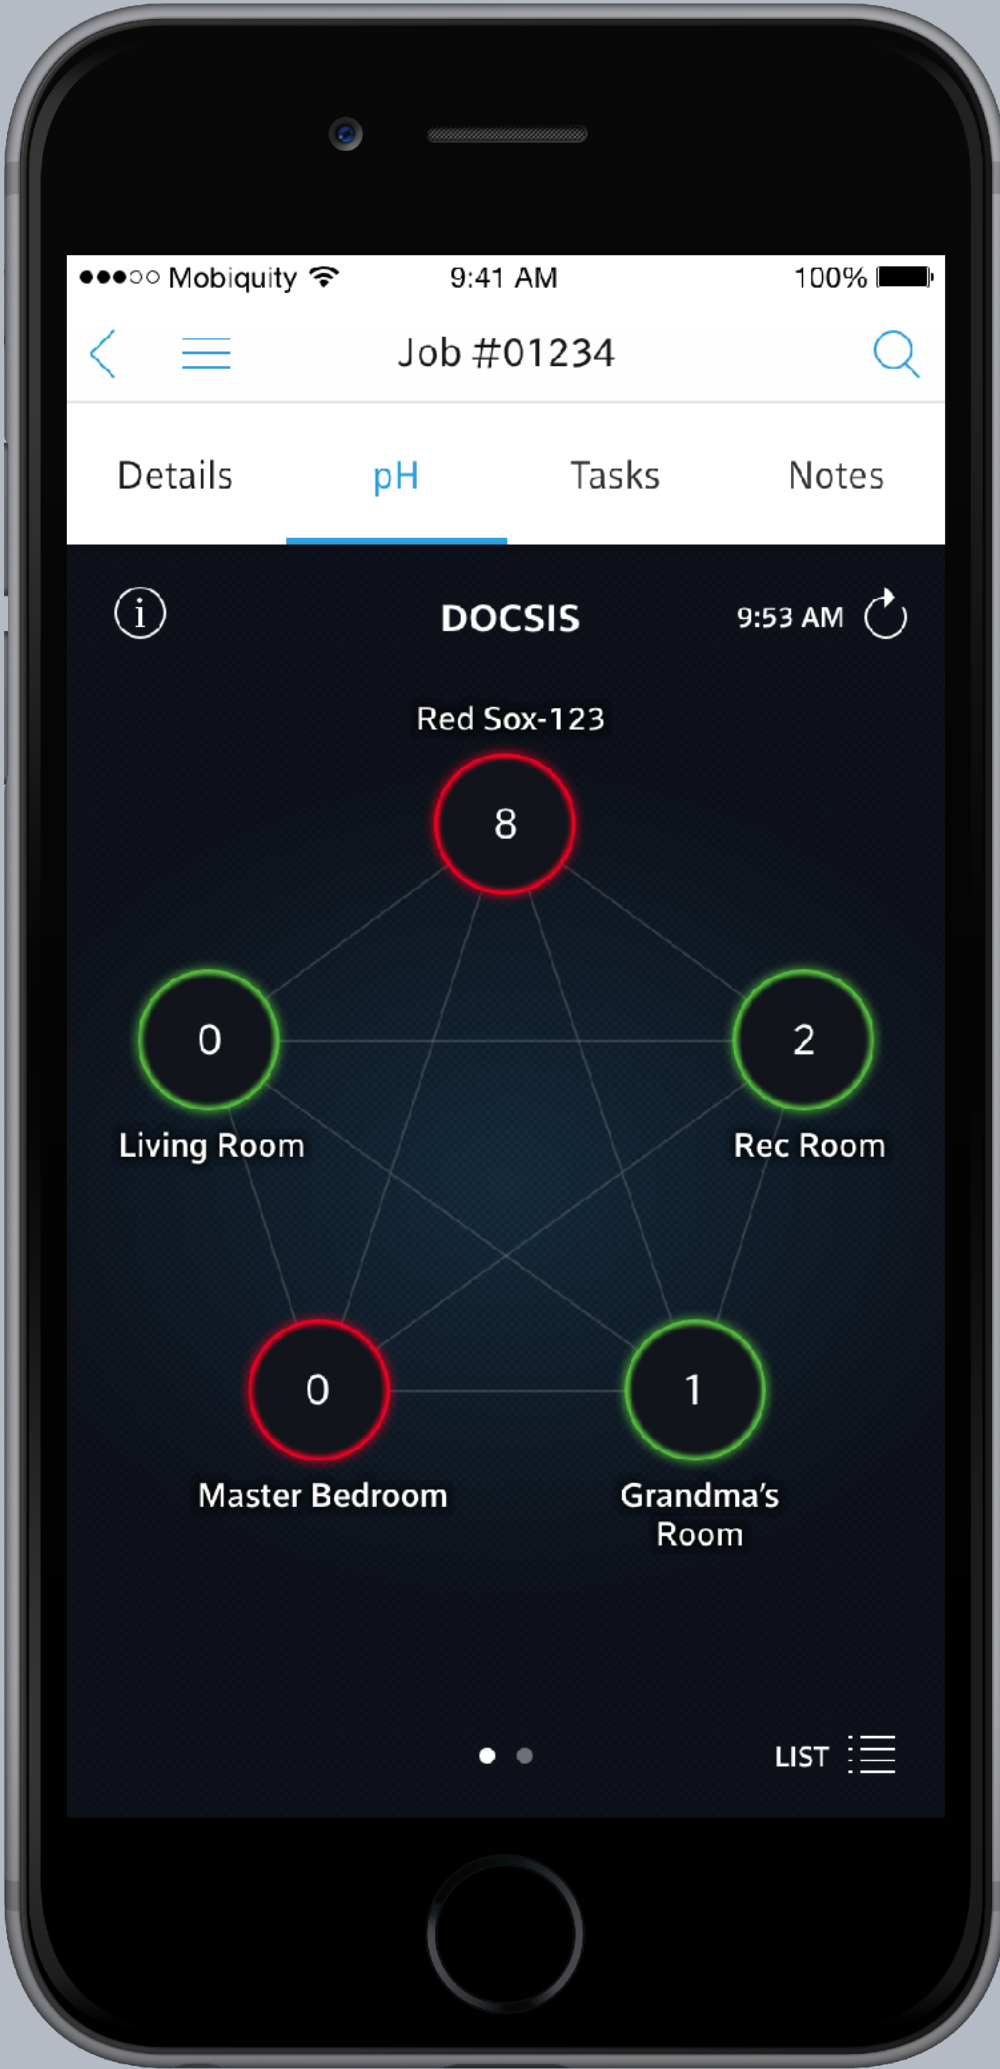 Mobiquity 9:41 AM 100%
Job #01234
Details pH Tasks Notes
i DOCSIS 9:53 AM
Red Sox-123
8
0 2
Living Room Rec Room
0 1
Master Bedroom Grandma's
Room
LIST